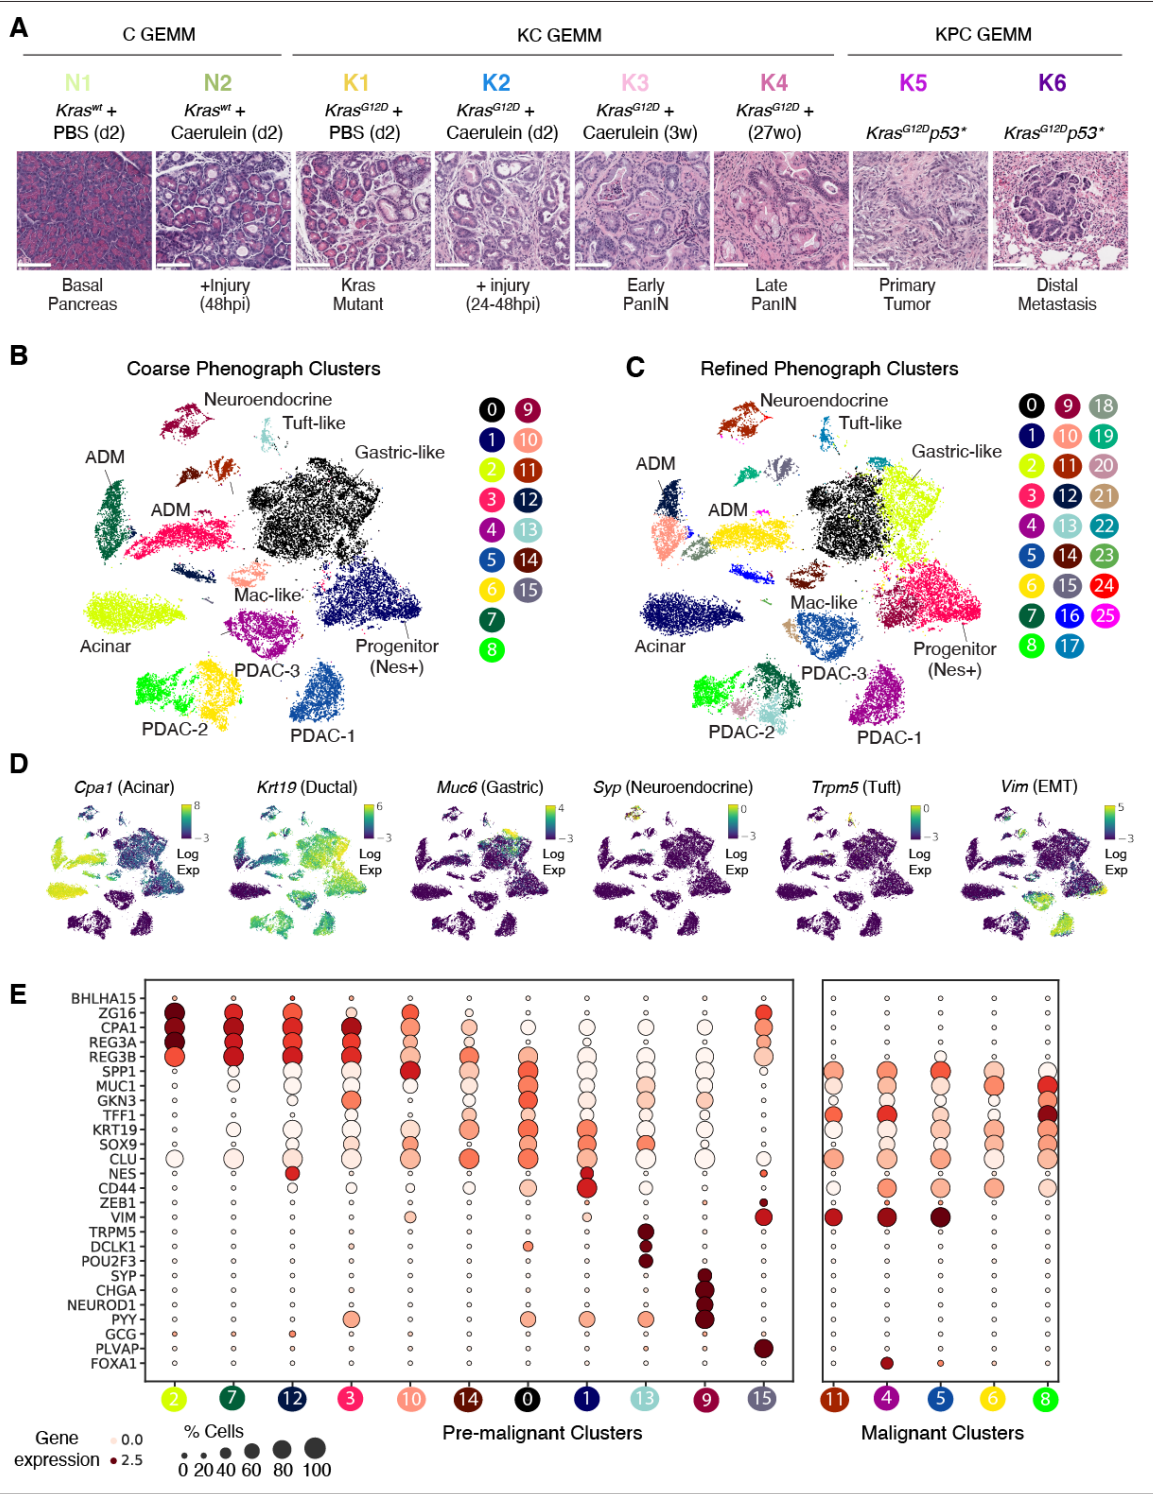 A
C GEMM
KC GEMM
KPC GEMM
N1
N2
K1
K2
K3
K4
K5
K6
Kras^wt + PBS (d2)
Kras^wt + Caerulein (d2)
Kras^G12D + PBS (d2)
Kras^G12D + Caerulein (d2)
Kras^G12D + Caerulein (3w)
Kras^G12D + (27wo)
Kras^G12D p53*
Kras^G12D p53*
Basal Pancreas
+Injury (48hpi)
Kras Mutant
+ injury (24-48hpi)
Early PanIN
Late PanIN
Primary Tumor
Distal Metastasis
B
Coarse Phenograph Clusters
Neuroendocrine
Tuft-like
Gastric-like
ADM
ADM
Mac-like
Acinar
Progenitor (Nes+)
PDAC-3
PDAC-2
PDAC-1
0 9
1 10
2 11
3 12
4 13
5 14
6 15
7
8
C
Refined Phenograph Clusters
Neuroendocrine
Tuft-like
Gastric-like
ADM
ADM
Mac-like
Acinar
Progenitor (Nes+)
PDAC-3
PDAC-2
PDAC-1
0 9 18
1 10 19
2 11 20
3 12 21
4 13 22
5 14 23
6 15 24
7 16 25
8 17
D
Cpa1 (Acinar)
8
−3
Log Exp
Krt19 (Ductal)
6
−3
Log Exp
Muc6 (Gastric)
4
−3
Log Exp
Syp (Neuroendocrine)
0
−3
Log Exp
Trpm5 (Tuft)
0
−3
Log Exp
Vim (EMT)
5
−3
Log Exp
E
BHLHA15
ZG16
CPA1
REG3A
REG3B
SPP1
MUC1
GKN3
TFF1
KRT19
SOX9
CLU
NES
CD44
ZEB1
VIM
TRPM5
DCLK1
POU2F3
SYP
CHGA
NEUROD1
PYY
GCG
PLVAP
FOXA1
2 7 12 3 10 14 0 1 13 9 15
11 4 5 6 8
Pre-malignant Clusters
Malignant Clusters
Gene expression
0.0
2.5
% Cells
0 20 40 60 80 100